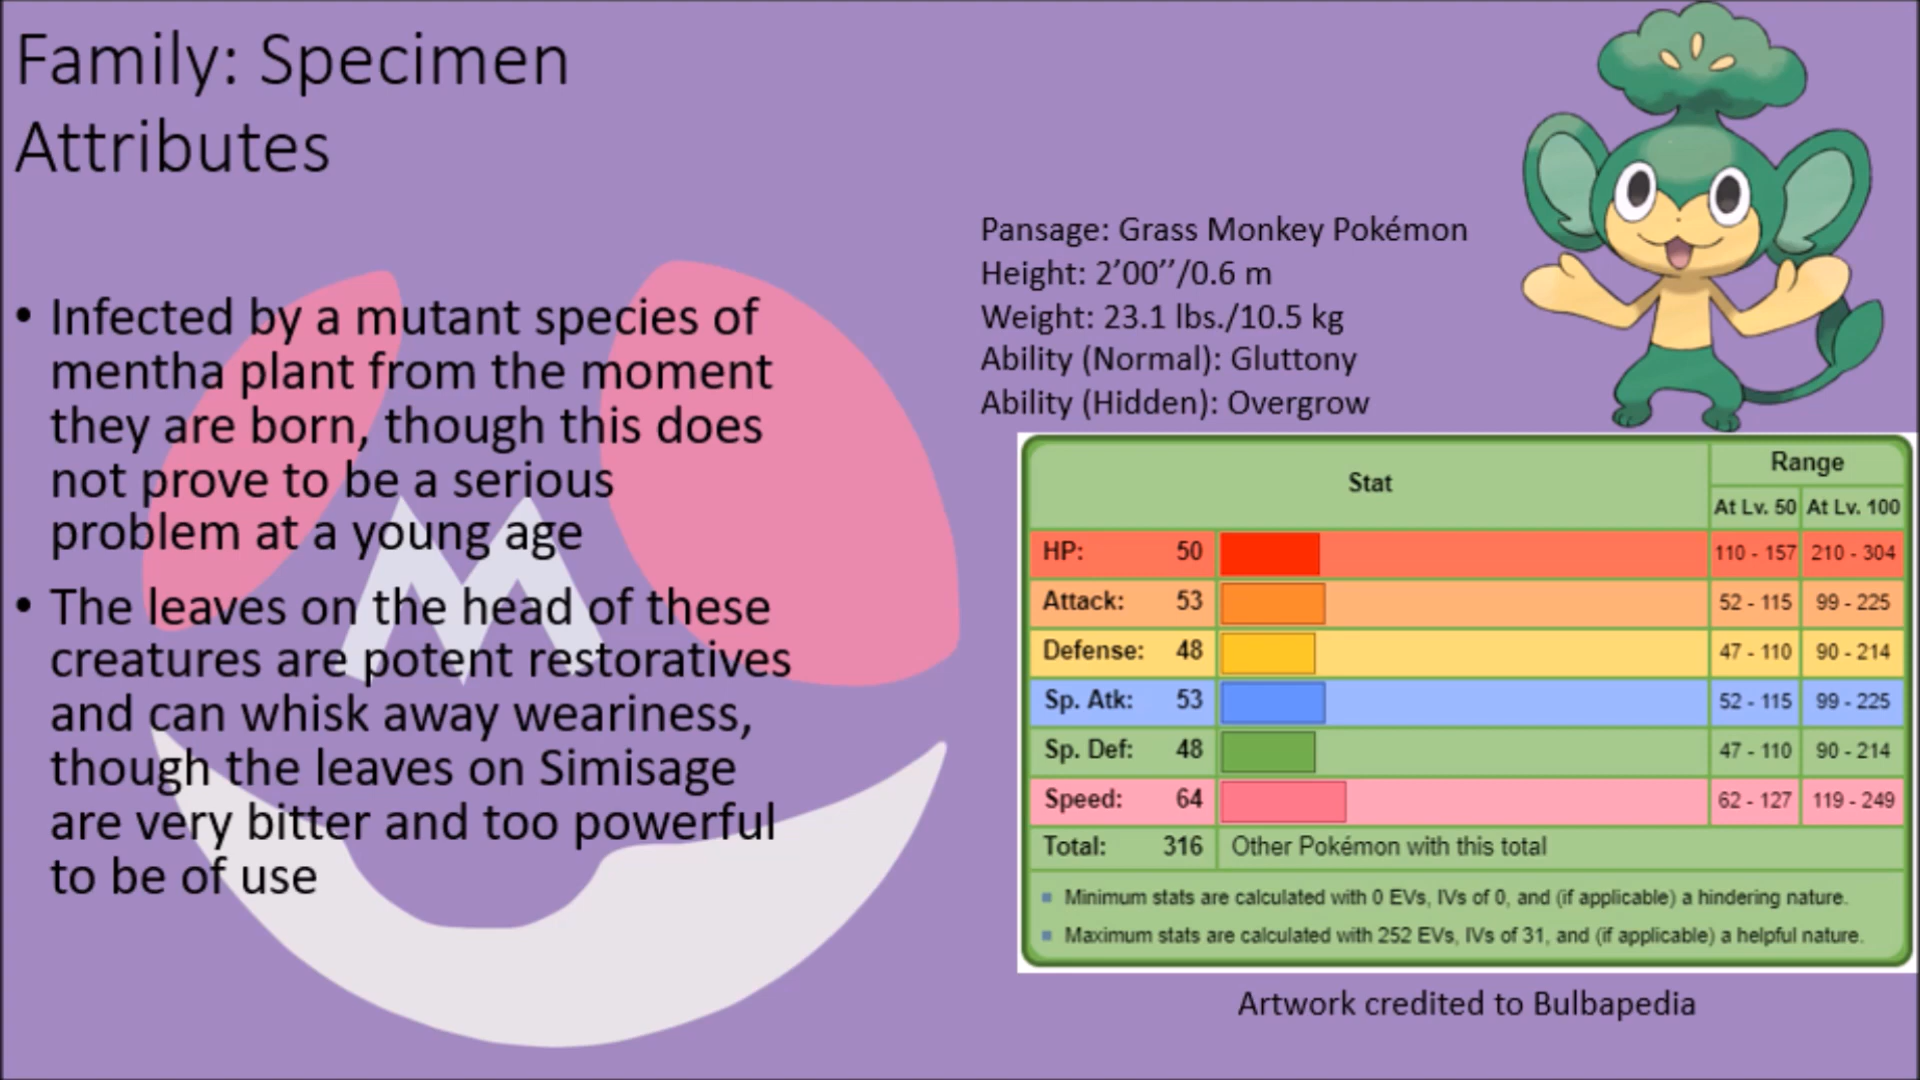 Family: Specimen
Attributes
• Infected by a mutant species of
mentha plant from the moment
they are born, though this does
not prove to be a serious
problem at a young age
• The leaves on the head of these
creatures are potent restoratives
and can whisk away weariness,
though the leaves on Simisage
are very bitter and too powerful
to be of use
Pansage: Grass Monkey Pokémon
Height: 2’00’’/0.6 m
Weight: 23.1 lbs./10.5 kg
Ability (Normal): Gluttony
Ability (Hidden): Overgrow
Stat Range
At Lv. 50 At Lv. 100
HP: 50 110 - 157 210 - 304
Attack: 53 52 - 115 99 - 225
Defense: 48 47 - 110 90 - 214
Sp. Atk: 53 52 - 115 99 - 225
Sp. Def: 48 47 - 110 90 - 214
Speed: 64 62 - 127 119 - 249
Total: 316 Other Pokémon with this total
Minimum stats are calculated with 0 EVs, IVs of 0, and (if applicable) a hindering nature.
Maximum stats are calculated with 252 EVs, IVs of 31, and (if applicable) a helpful nature.
Artwork credited to Bulbapedia
M